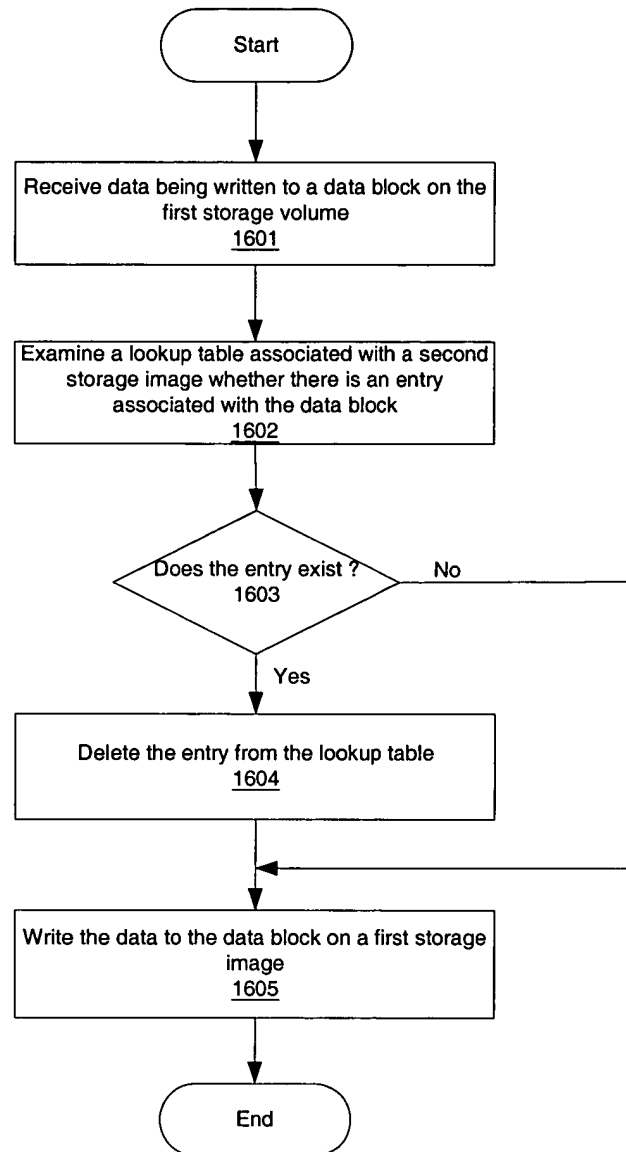 Start
Receive data being written to a data block on the
first storage volume
1601
Examine a lookup table associated with a second
storage image whether there is an entry
associated with the data block
1602
Does the entry exist ?
1603
No
Yes
Delete the entry from the lookup table
1604
Write the data to the data block on a first storage
image
1605
End